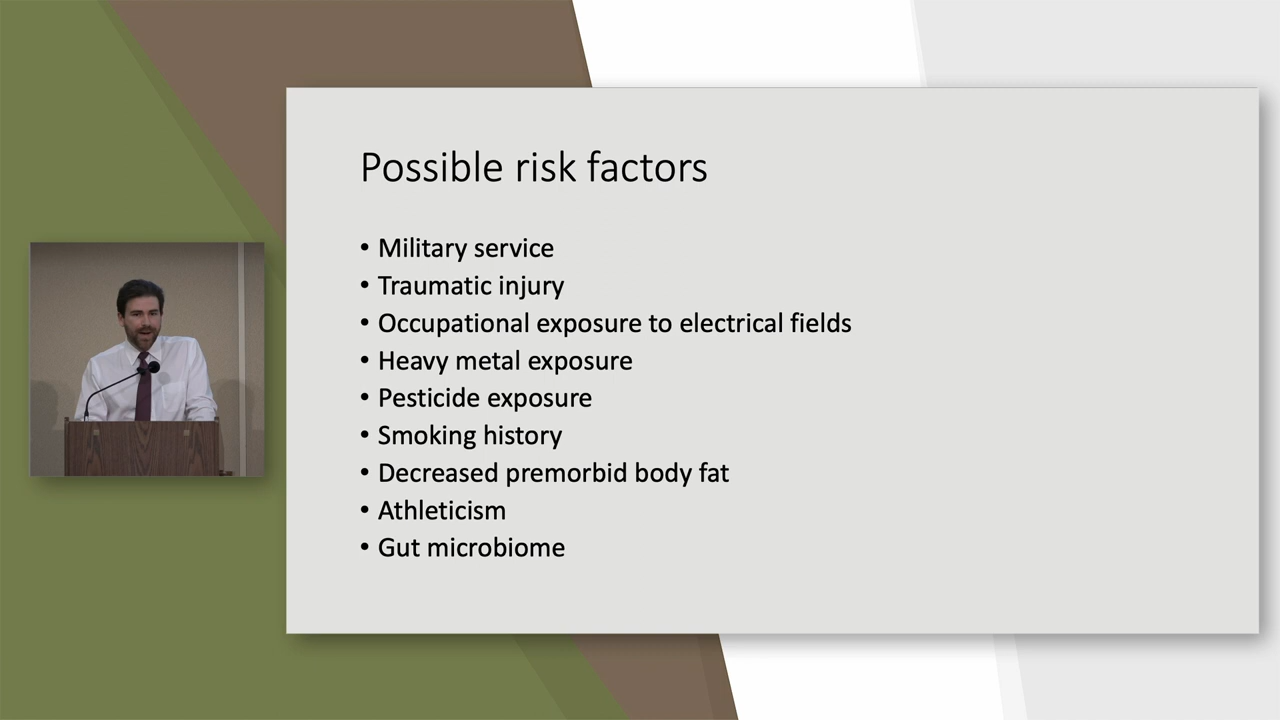 Possible risk factors
• Military service
• Traumatic injury
• Occupational exposure to electrical fields
• Heavy metal exposure
• Pesticide exposure
• Smoking history
• Decreased premorbid body fat
• Athleticism
• Gut microbiome